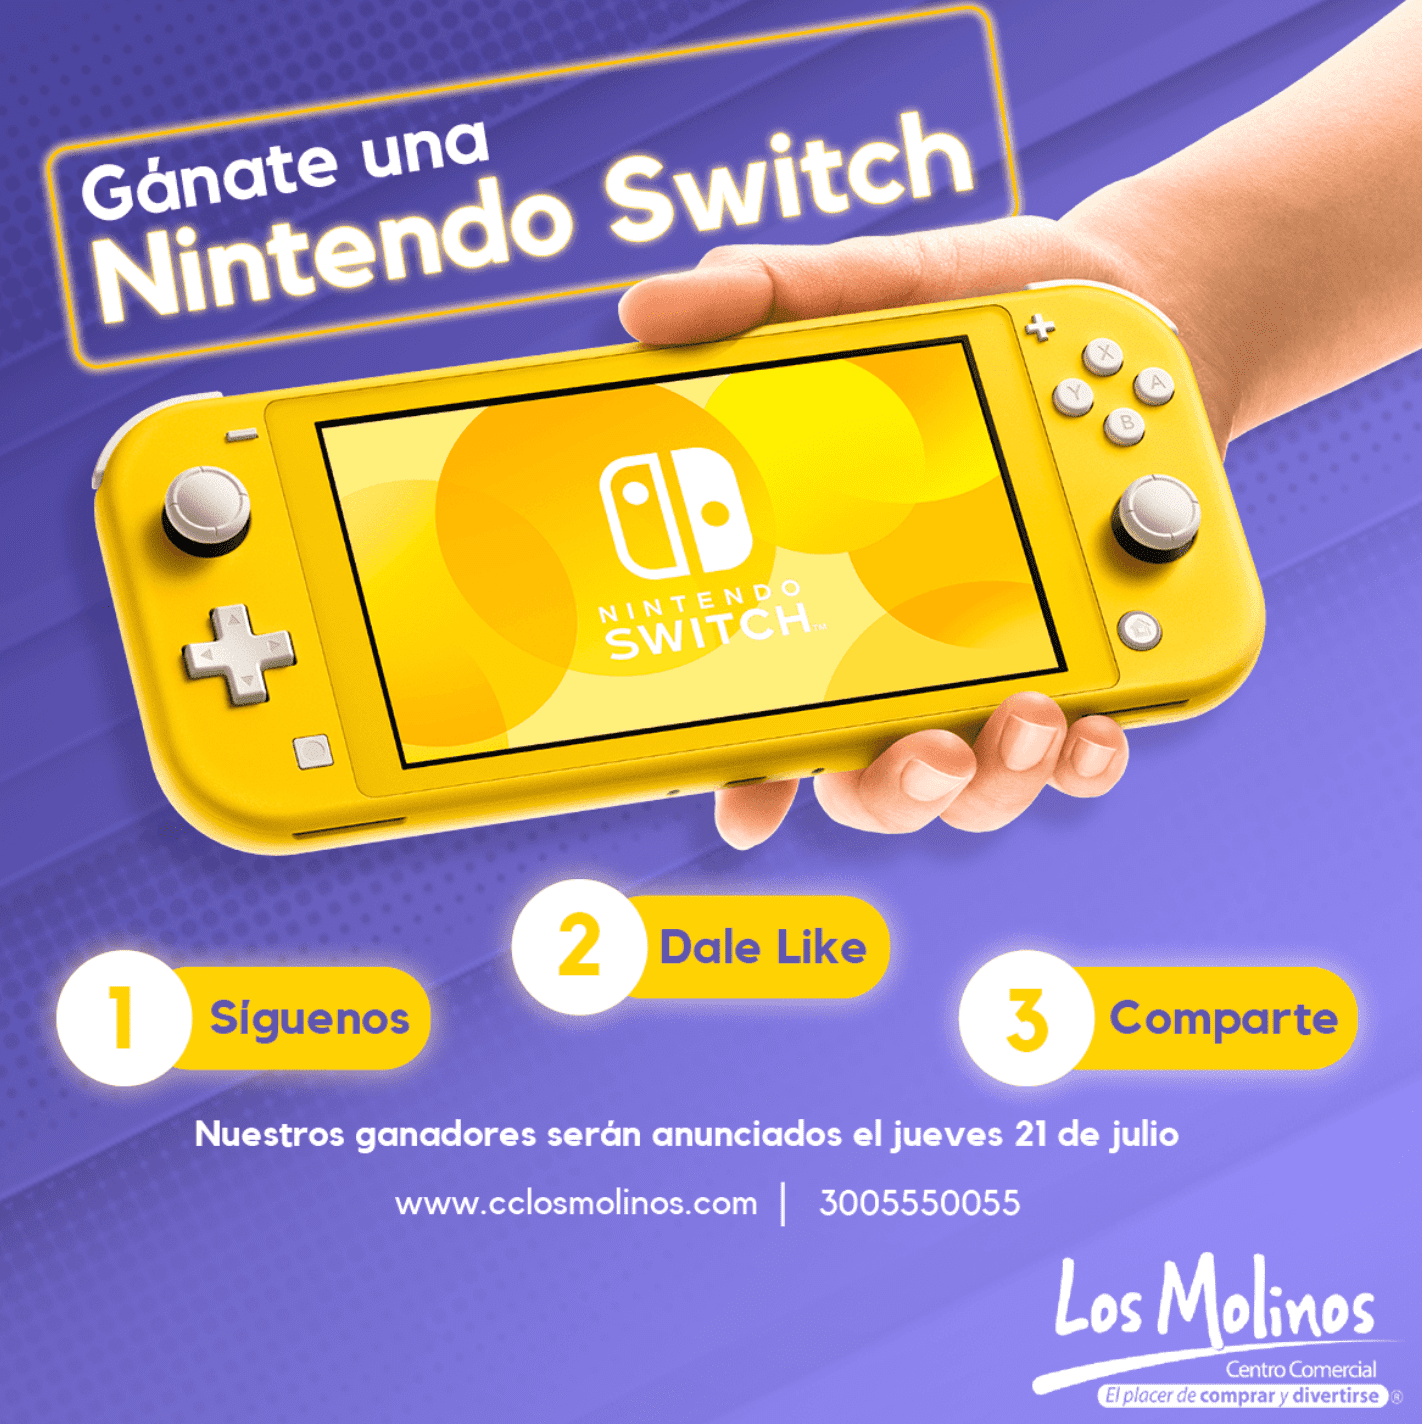 Gánate una
Nintendo Switch
X
Y
A
B
NINTENDO
SWITCH™
1 Síguenos
2 Dale Like
3 Comparte
Nuestros ganadores serán anunciados el jueves 21 de julio
www.cclosmolinos.com | 3005550055
Los Molinos
Centro Comercial
El placer de comprar y divertirse ®